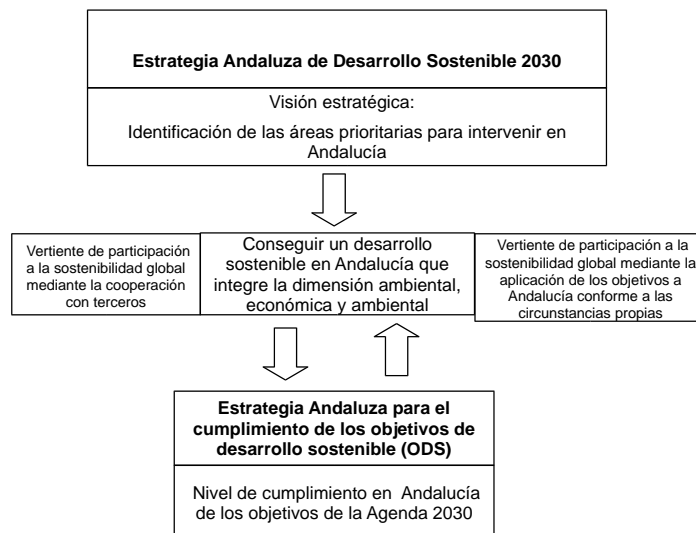 Estrategia Andaluza de Desarrollo Sostenible 2030
Visión estratégica:
Identificación de las áreas prioritarias para intervenir en
Andalucía
Vertiente de participación
a la sostenibilidad global
mediante la cooperación
con terceros
Conseguir un desarrollo
sostenible en Andalucía que
integre la dimensión ambiental,
económica y ambiental
Vertiente de participación a la
sostenibilidad global mediante la
aplicación de los objetivos a
Andalucía conforme a las
circunstancias propias
Estrategia Andaluza para el
cumplimiento de los objetivos de
desarrollo sostenible (ODS)
Nivel de cumplimiento en Andalucía
de los objetivos de la Agenda 2030